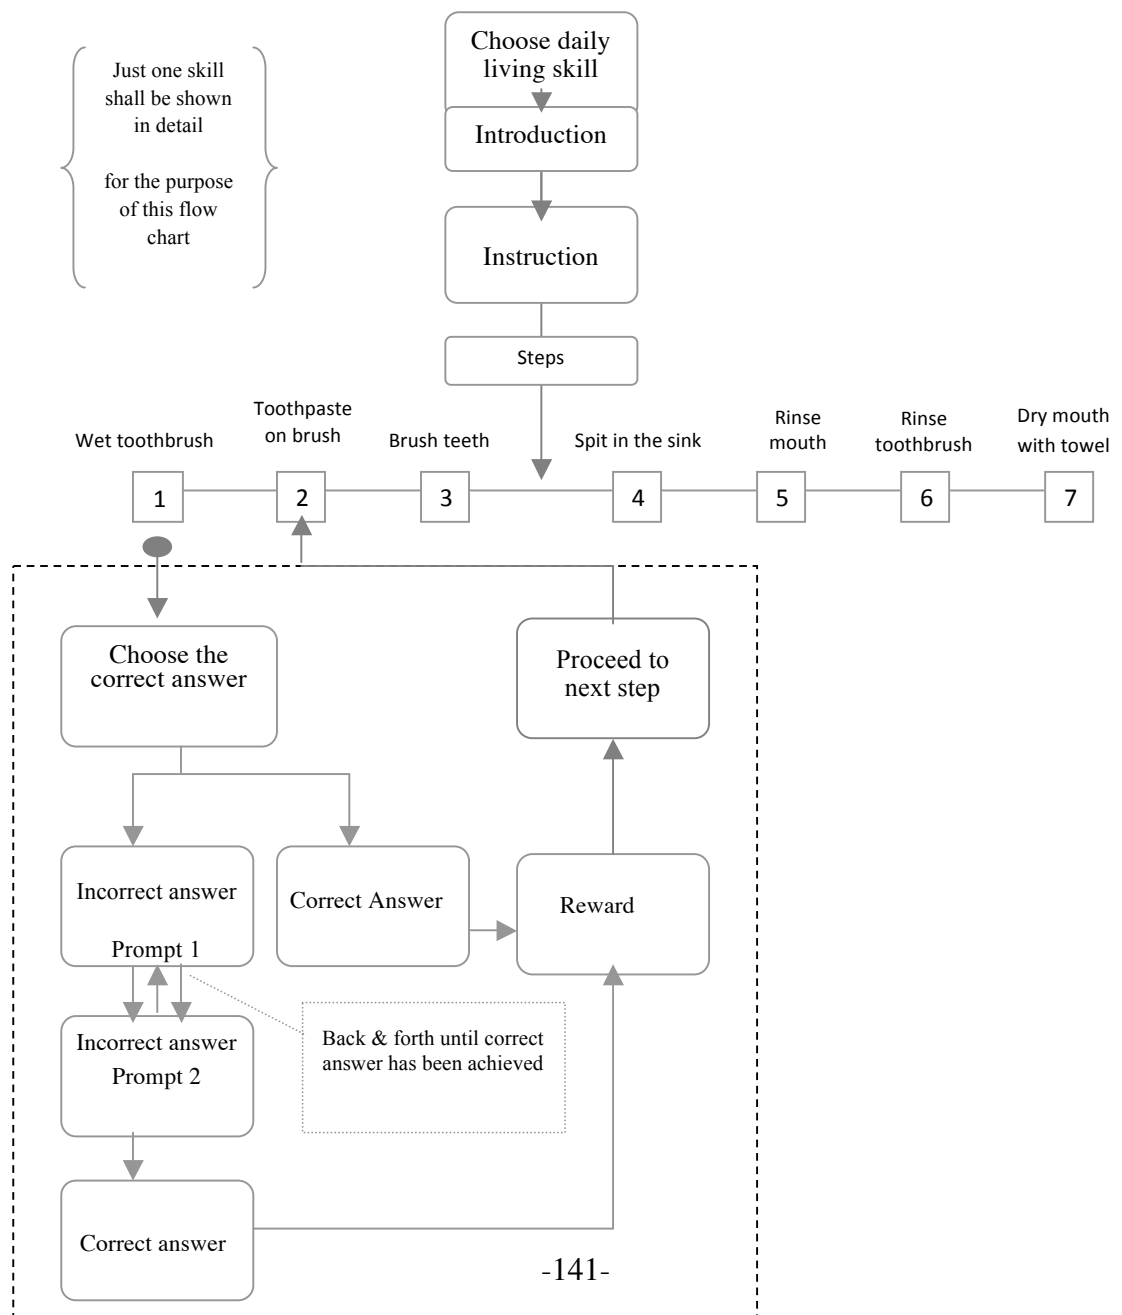 Just one skill
shall be shown
in detail
for the purpose
of this flow
chart
Choose daily
living skill
Introduction
Instruction
Steps
Wet toothbrush
Toothpaste
on brush
Brush teeth
Spit in the sink
Rinse
mouth
Rinse
toothbrush
Dry mouth
with towel
1
2
3
4
5
6
7
Choose the
correct answer
Proceed to
next step
Incorrect answer
Prompt 1
Correct Answer
Reward
Incorrect answer
Prompt 2
Back & forth until correct
answer has been achieved
Correct answer
-141-